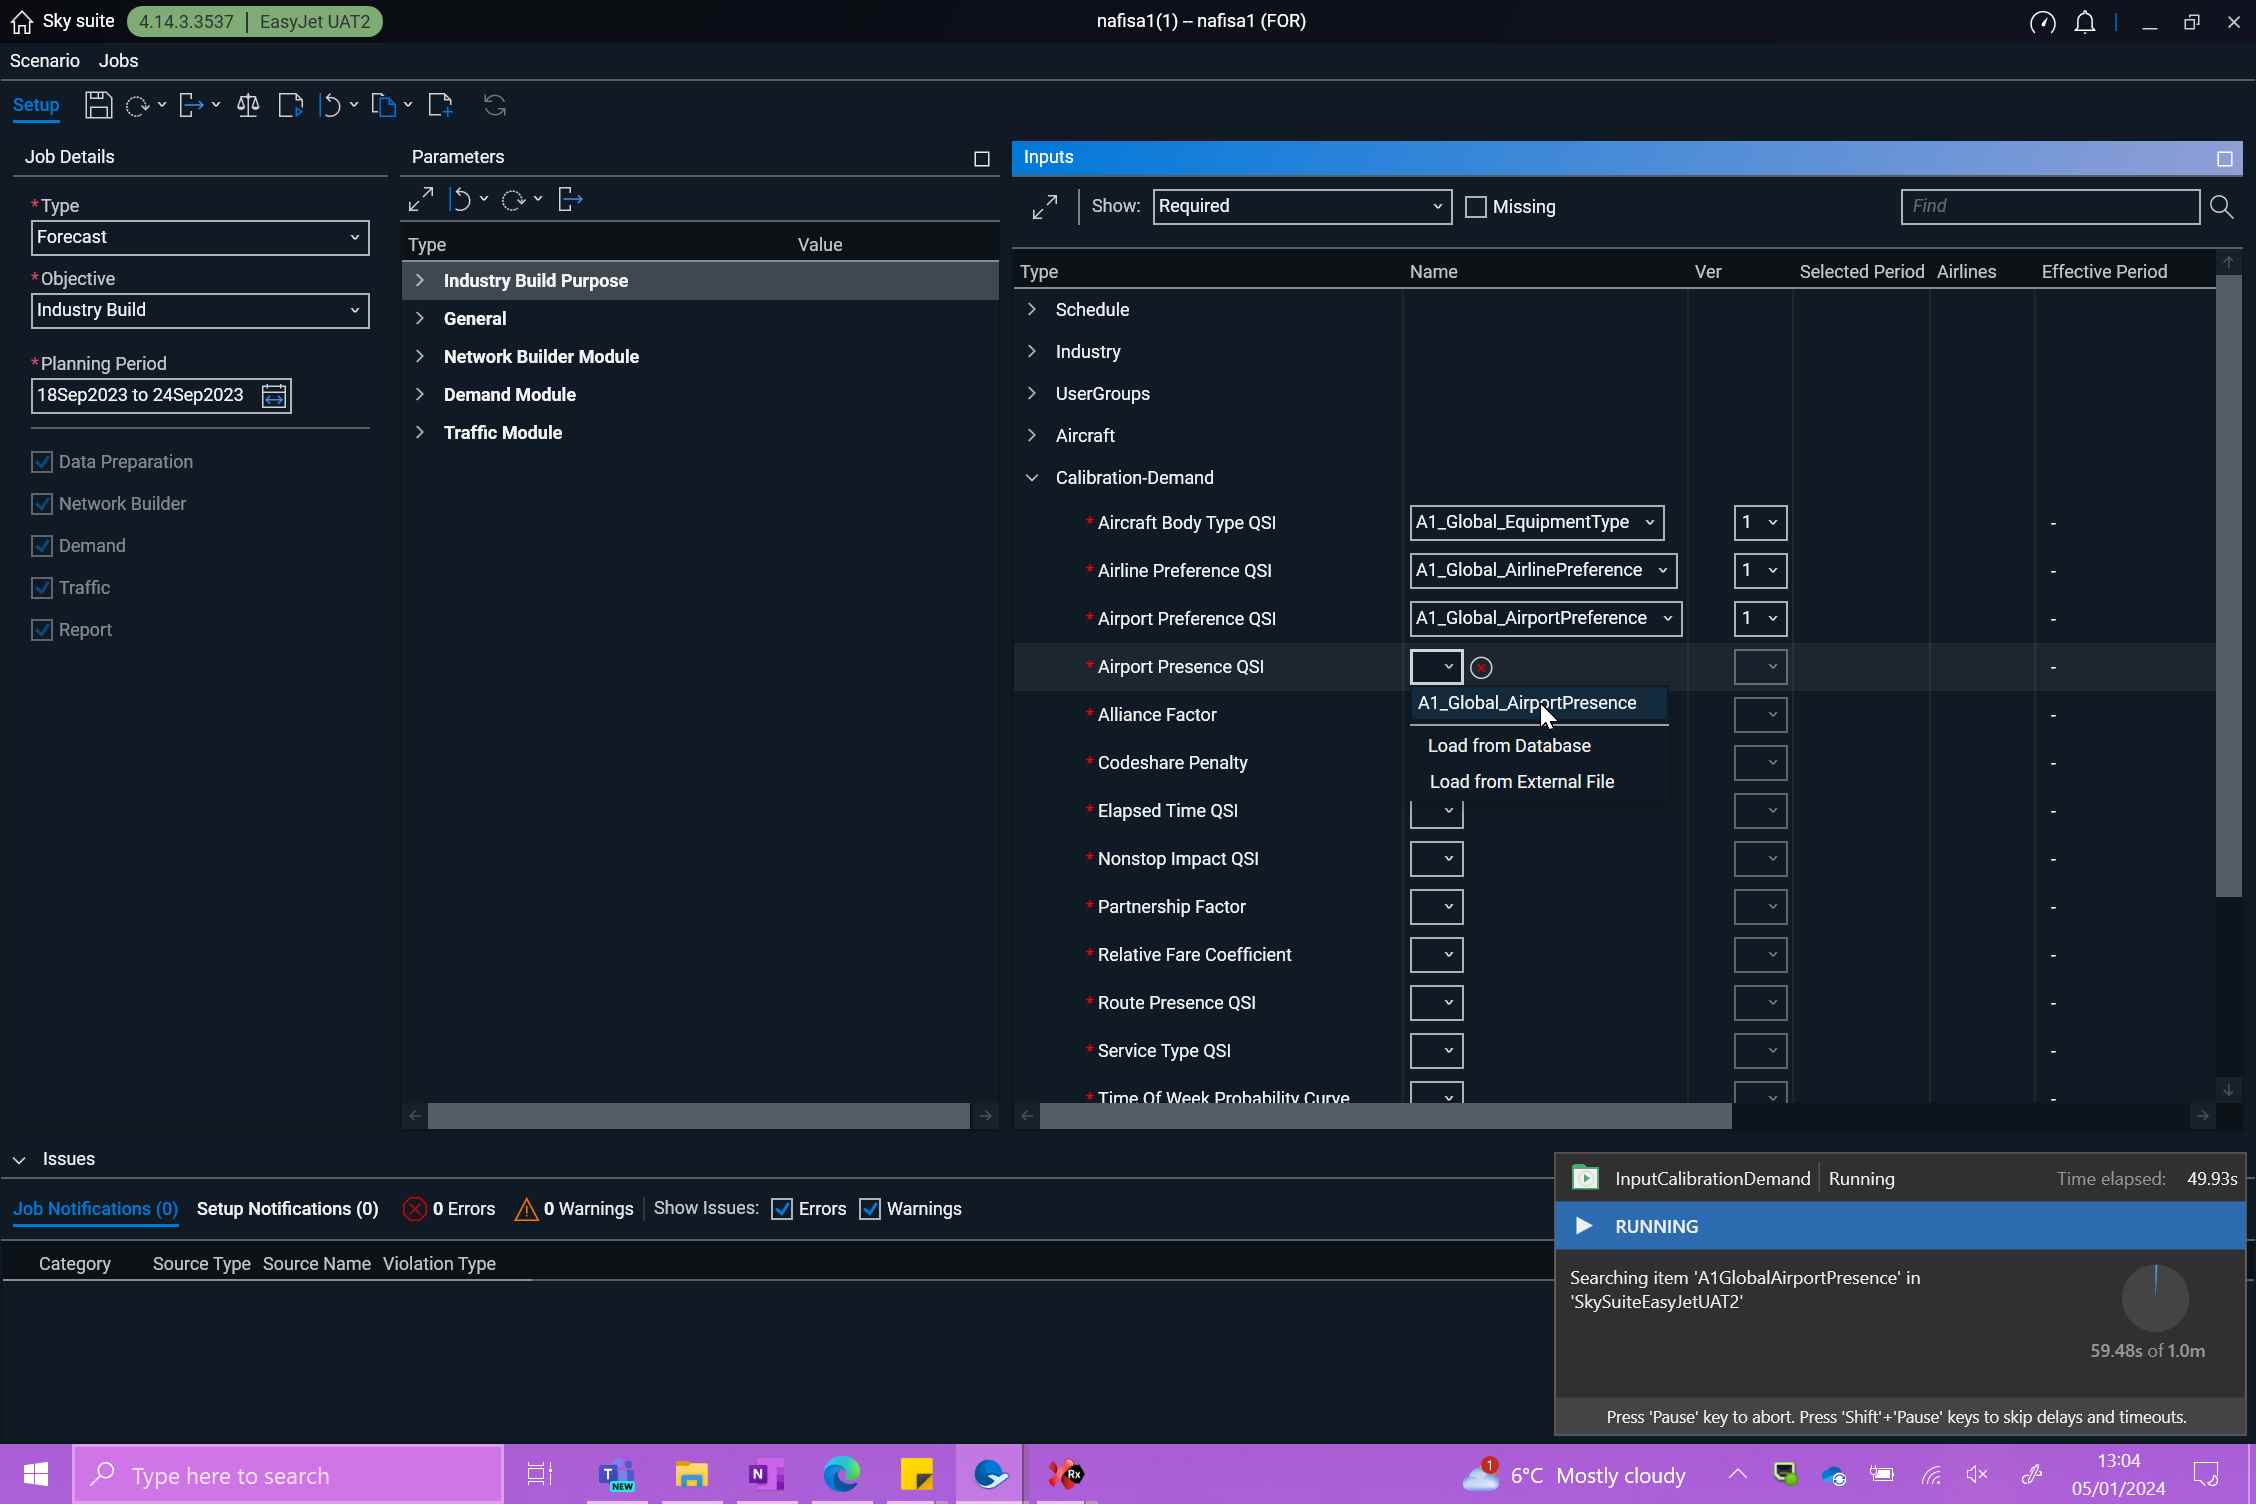 Sky suite 4.14.3.3537 | EasyJet UAT2 nafisa1(1) – nafisa1 (FOR)
Scenario Jobs
Setup
Job Details
*Type
Forecast
*Objective
Industry Build
*Planning Period
18Sep2023 to 24Sep2023
Data Preparation
Network Builder
Demand
Traffic
Report
Parameters
Type Value
Industry Build Purpose
General
Network Builder Module
Demand Module
Traffic Module
Inputs
Show: Required Missing Find
Type Name Ver Selected Period Airlines Effective Period
Schedule
Industry
UserGroups
Aircraft
Calibration-Demand
* Aircraft Body Type QSI A1_Global_EquipmentType 1 -
* Airline Preference QSI A1_Global_AirlinePreference 1 -
* Airport Preference QSI A1_Global_AirportPreference 1 -
* Airport Presence QSI -
A1_Global_AirportPresence
* Alliance Factor -
Load from Database
* Codeshare Penalty -
Load from External File
* Elapsed Time QSI -
* Nonstop Impact QSI -
* Partnership Factor -
* Relative Fare Coefficient -
* Route Presence QSI -
* Service Type QSI -
* Time Of Week Probability Curve -
Issues
Job Notifications (0) Setup Notifications (0) 0 Errors 0 Warnings Show Issues: Errors Warnings
Category Source Type Source Name Violation Type
InputCalibrationDemand | Running Time elapsed: 49.93s
RUNNING
Searching item 'A1GlobalAirportPresence' in
'SkySuiteEasyJetUAT2'
59.48s of 1.0m
Press 'Pause' key to abort. Press 'Shift'+'Pause' keys to skip delays and timeouts.
Type here to search
T
NEW
N
Rx
1
6°C Mostly cloudy
13:04
05/01/2024